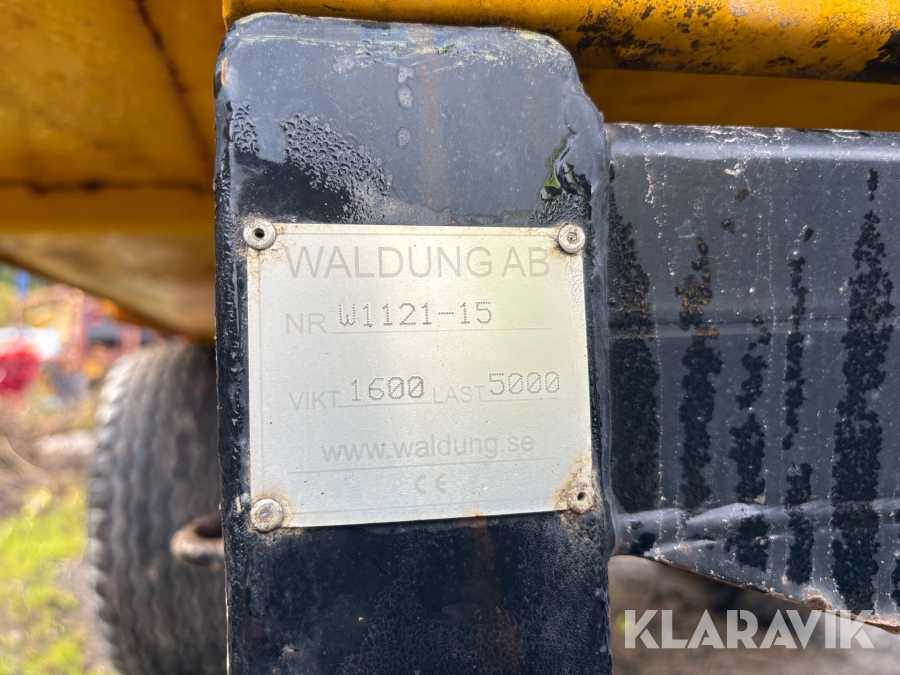 WALDUNG AB
NR W1121-15
VIKT 1600 LAST 5000
www.waldung.se
CE
KLARAVIK